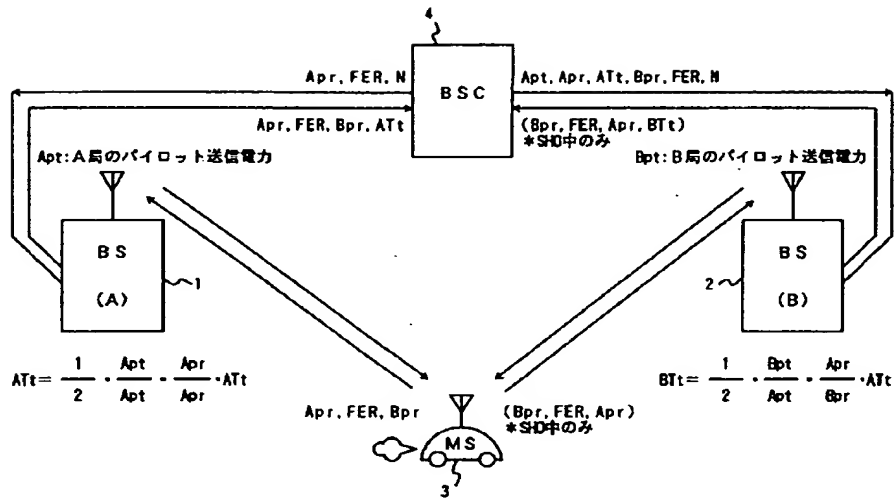 4
BSC
Apr, FER, N
Apt, Apr, ATt, Bpr, FER, N
Apr, FER, Bpr, ATt
(Bpr, FER, Apr, BTt)
*SHO中のみ
Apt:A局のパイロット送信電力
Bpt:B局のパイロット送信電力
BS
(A)
1
2
BS
(B)
ATt= 1/2 · Apt/Apt · Apr/Apr · ATt
BTt= 1/2 · Bpt/Apt · Apr/Bpr · ATt
Apr, FER, Bpr
(Bpr, FER, Apr)
*SHO中のみ
MS
3